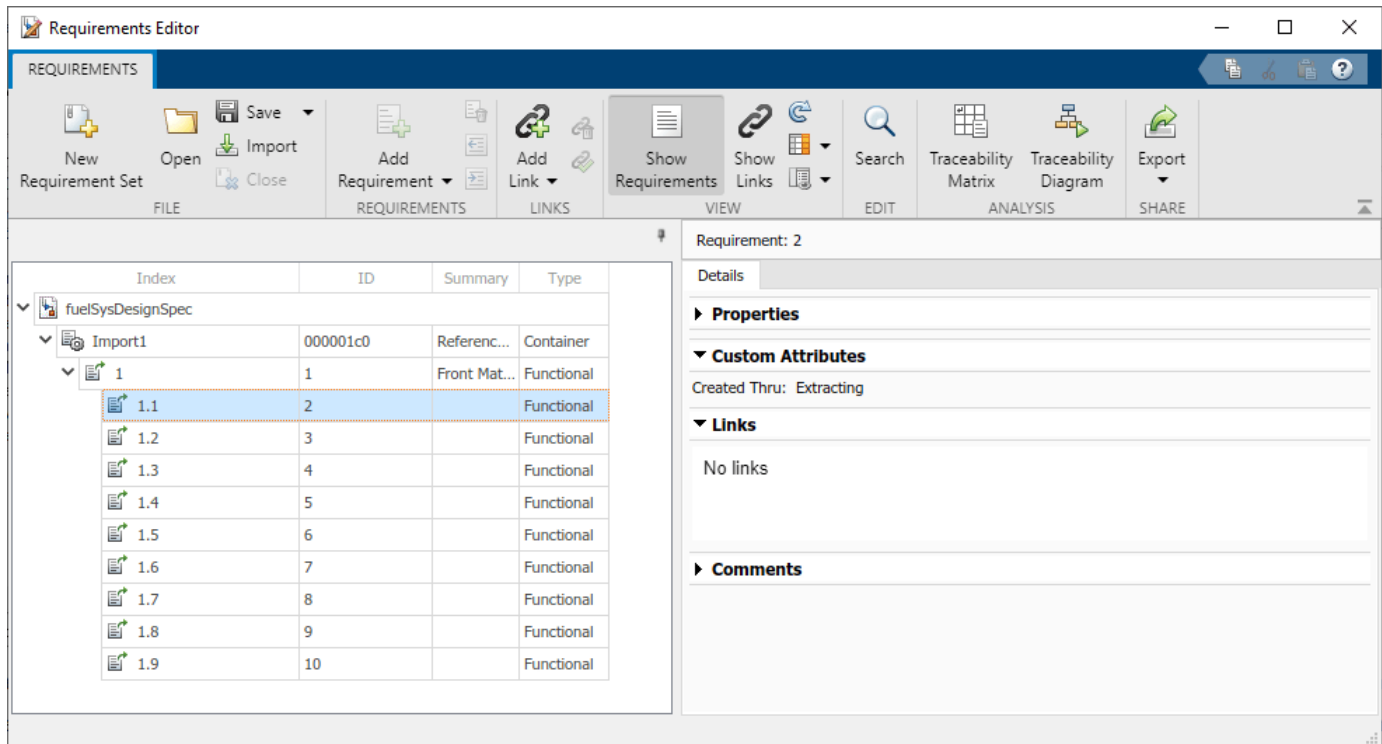 Requirements Editor
REQUIREMENTS
New Requirement Set
Open
Save
Import
Close
FILE
Add Requirement
REQUIREMENTS
Add Link
LINKS
Show Requirements
Show Links
VIEW
Search
EDIT
Traceability Matrix
Traceability Diagram
ANALYSIS
Export
SHARE
Requirement: 2
Index ID Summary Type
fuelSysDesignSpec
Import1 000001c0 Referenc... Container
1 1 Front Mat... Functional
1.1 2 Functional
1.2 3 Functional
1.3 4 Functional
1.4 5 Functional
1.5 6 Functional
1.6 7 Functional
1.7 8 Functional
1.8 9 Functional
1.9 10 Functional
Details
Properties
Custom Attributes
Created Thru: Extracting
Links
No links
Comments